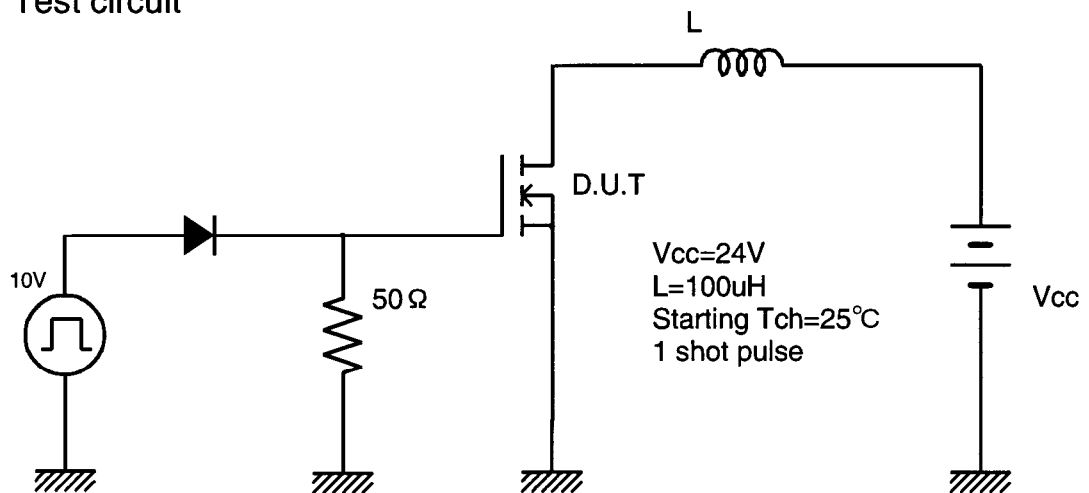 Test circuit
L
D.U.T
10V
50Ω
Vcc=24V
L=100uH
Starting Tch=25℃
1 shot pulse
Vcc